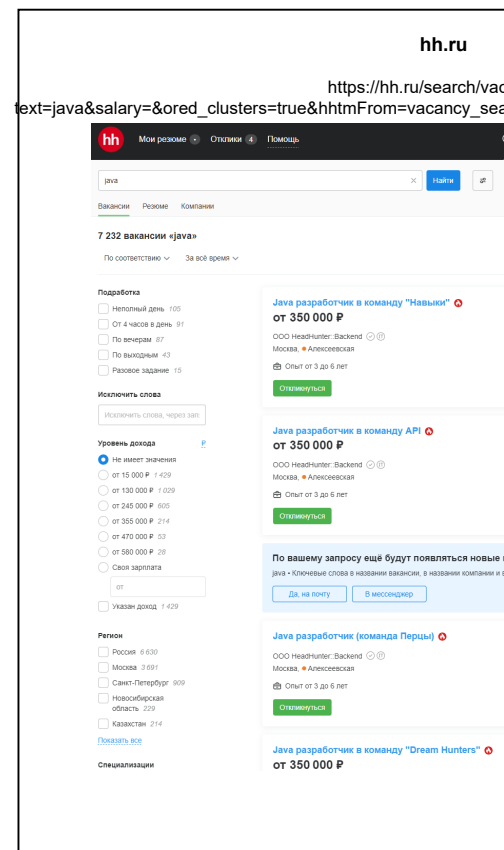 hh.ru
https://hh.ru/search/vac
text=java&salary=&ored_clusters=true&hhtmFrom=vacancy_sea
hh Мои резюме Отклики 4 Помощь
java Найти
Вакансии Резюме Компании
7 232 вакансии «java»
По соответствию За всё время
Подработка
Неполный день 105
От 4 часов в день 91
По вечерам 87
По выходным 43
Разовое задание 15
Исключить слова
Исключить слова, через зап
Уровень дохода ₽
Не имеет значения
от 15 000 ₽ 1 429
от 130 000 ₽ 1 029
от 245 000 ₽ 605
от 355 000 ₽ 214
от 470 000 ₽ 53
от 580 000 ₽ 28
Своя зарплата
от
Указан доход 1 429
Регион
Россия 6 630
Москва 3 691
Санкт-Петербург 909
Новосибирская
область 229
Казахстан 214
Показать все
Специализации
Java разработчик в команду "Навыки"
от 350 000 ₽
ООО HeadHunter::Backend
Москва, Алексеевская
Опыт от 3 до 6 лет
Откликнуться
Java разработчик в команду API
от 350 000 ₽
ООО HeadHunter::Backend
Москва, Алексеевская
Опыт от 3 до 6 лет
Откликнуться
По вашему запросу ещё будут появляться новые
java • Ключевые слова в названии вакансии, в названии компании и в
Да, на почту В мессенджер
Java разработчик (команда Перцы)
ООО HeadHunter::Backend
Москва, Алексеевская
Опыт от 3 до 6 лет
Откликнуться
Java разработчик в команду "Dream Hunters"
от 350 000 ₽